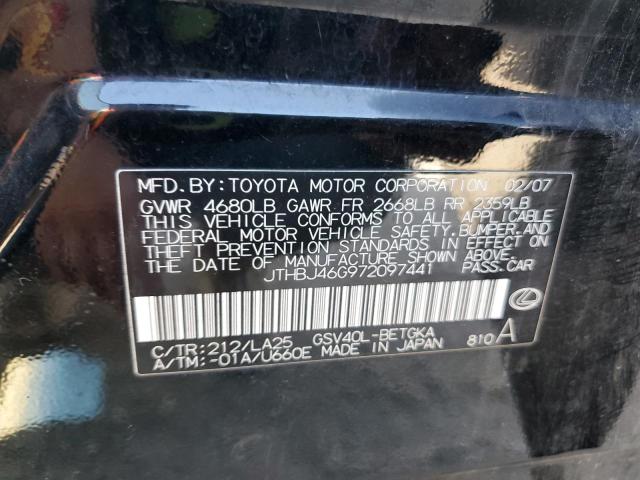 MFD. BY: TOYOTA MOTOR CORPORATION 02/07
GVWR 4680LB GAWR FR 2668LB RR 2359LB
THIS VEHICLE CONFORMS TO ALL APPLICABLE
FEDERAL MOTOR VEHICLE SAFETY, BUMPER, AND
THEFT PREVENTION STANDARDS IN EFFECT ON
THE DATE OF MANUFACTURE SHOWN ABOVE.
JTHBJ46G972097441 PASS. CAR
C/TR: 212/LA25 GSV40L-BETGKA
A/TM: -01A/U660E MADE IN JAPAN 810 A